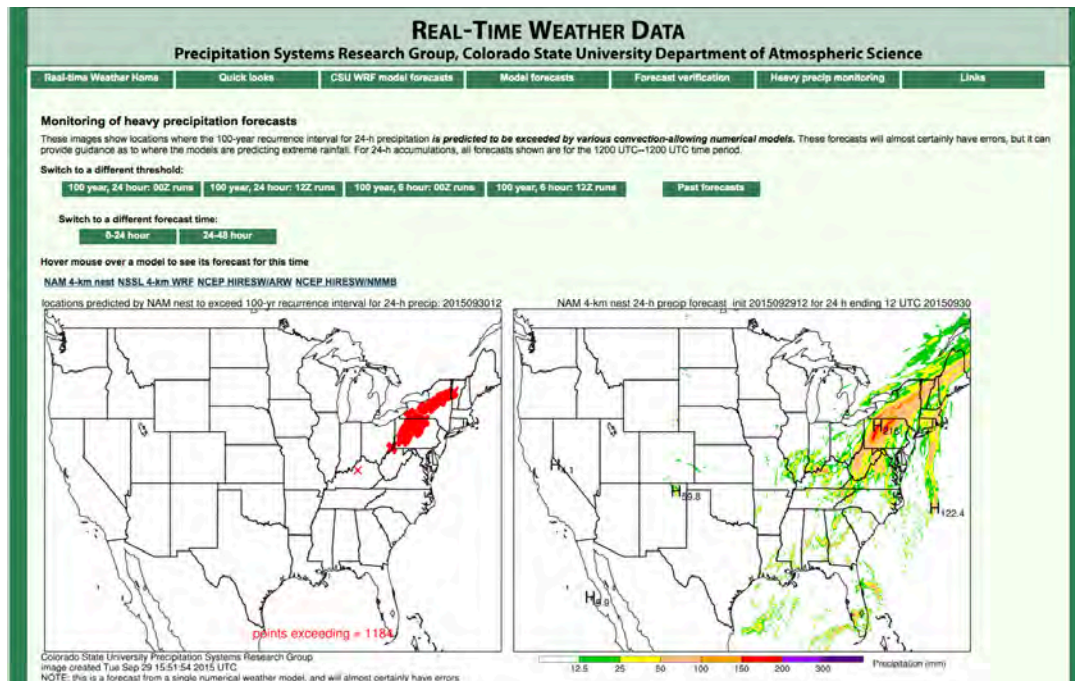 REAL-TIME WEATHER DATA
Precipitation Systems Research Group, Colorado State University Department of Atmospheric Science
Real-time Weather Home Quick looks CSU WRF model forecasts Model forecasts Forecast verification Heavy precip monitoring Links
Monitoring of heavy precipitation forecasts
These images show locations where the 100-year recurrence interval for 24-h precipitation is predicted to be exceeded by various convection-allowing numerical models. These forecasts will almost certainly have errors, but it can
provide guidance as to where the models are predicting extreme rainfall. For 24-h accumulations, all forecasts shown are for the 1200 UTC--1200 UTC time period.
Switch to a different threshold:
100 year, 24 hour: 00Z runs 100 year, 24 hour: 12Z runs 100 year, 6 hour: 00Z runs 100 year, 6 hour: 12Z runs Past forecasts
Switch to a different forecast time:
0-24 hour 24-48 hour
Hover mouse over a model to see its forecast for this time
NAM 4-km nest NSSL 4-km WRF NCEP HIRESW/ARW NCEP HIRESW/NMMB
locations predicted by NAM nest to exceed 100-yr recurrence interval for 24-h precip: 2015093012
NAM 4-km nest 24-h precip forecast init 2015092912 for 24 h ending 12 UTC 20150930
H
H
H 59.8
H 122.4
H
points exceeding = 1184
Colorado State University Precipitation Systems Research Group
image created Tue Sep 29 15:51:54 2015 UTC
NOTE: this is a forecast from a single numerical weather model, and will almost certainly have errors
12.5 25 50 100 150 200 300 Precipitation (mm)